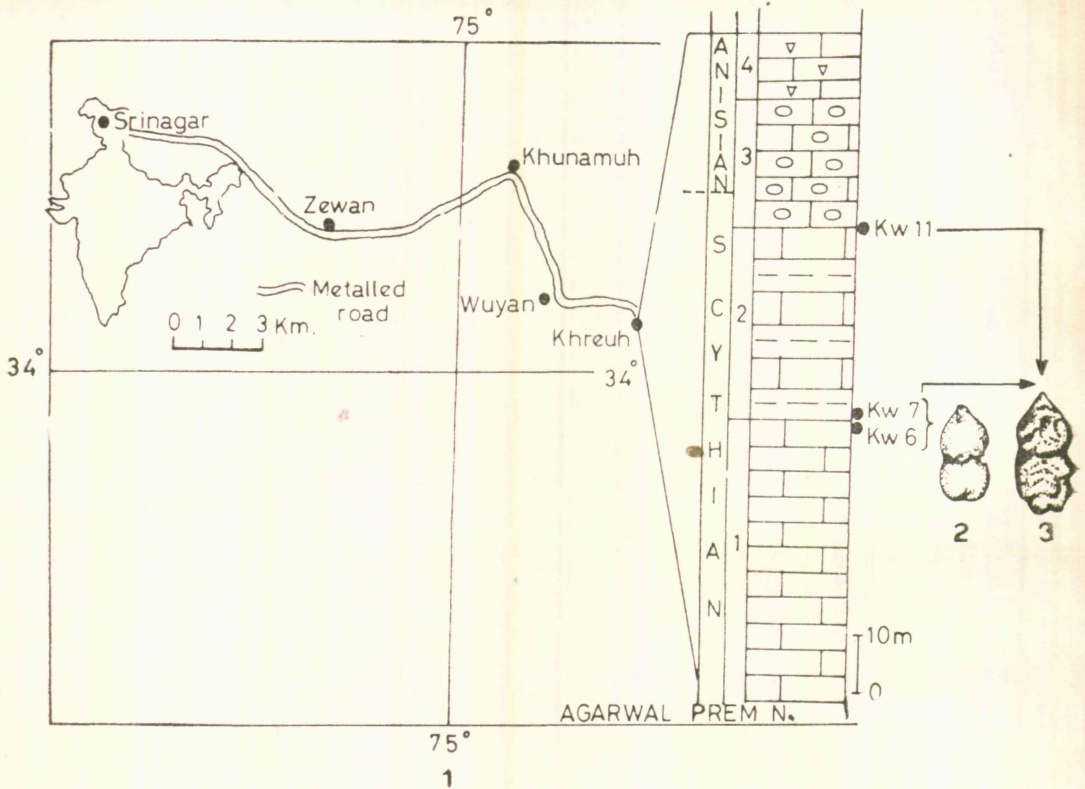 75°
Srinagar
Khunamuh
Zewan
Metalled
road
0 1 2 3 Km.
Wuyan
Khreuh
34°
34°
75°
1
AGARWAL PREM N.
ANISIAN
SCYTHIAN
4
3
2
1
Kw 11
Kw 7
Kw 6
10m
0
2
3